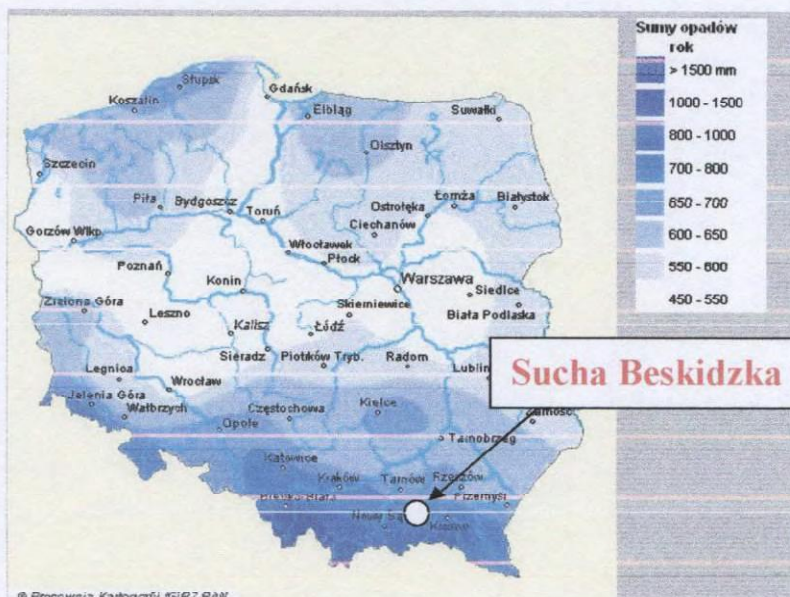 Sumy opadów
rok
> 1500 mm
1000 - 1500
800 - 1000
700 - 800
650 - 700
600 - 650
550 - 600
450 - 550
Słupsk
Koszalin
Gdańsk
Elbląg
Suwałki
Olsztyn
Szczecin
Piła
Bydgoszcz
Toruń
Ostrołęka
Łomża
Białystok
Ciechanów
Gorzów Wlkp.
Włocławek
Płock
Poznań
Konin
Warszawa
Siedlce
Zielona Góra
Leszno
Skierniewice
Biała Podlaska
Kalisz
Łódź
Sieradz
Piotrków Tryb.
Radom
Lublin
Legnica
Wrocław
Sucha Beskidzka
Jelenia Góra
Wałbrzych
Częstochowa
Kielce
Opole
Tarnobrzeg
Katowice
Kraków
Tarnów
Rzeszów
Przemyśl